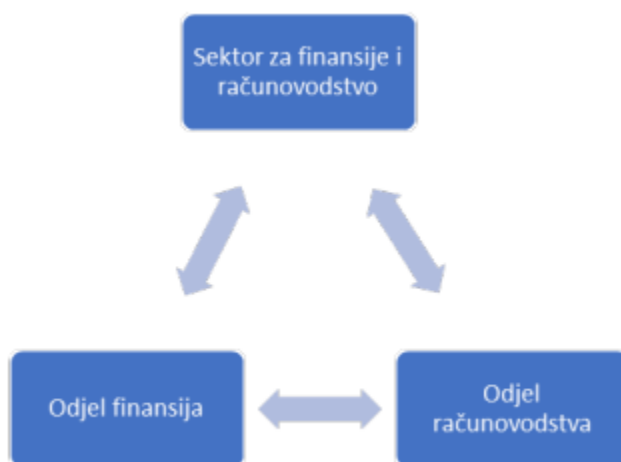 Sektor za finansije i
računovodstvo
Odjel finansija
Odjel
računovodstva